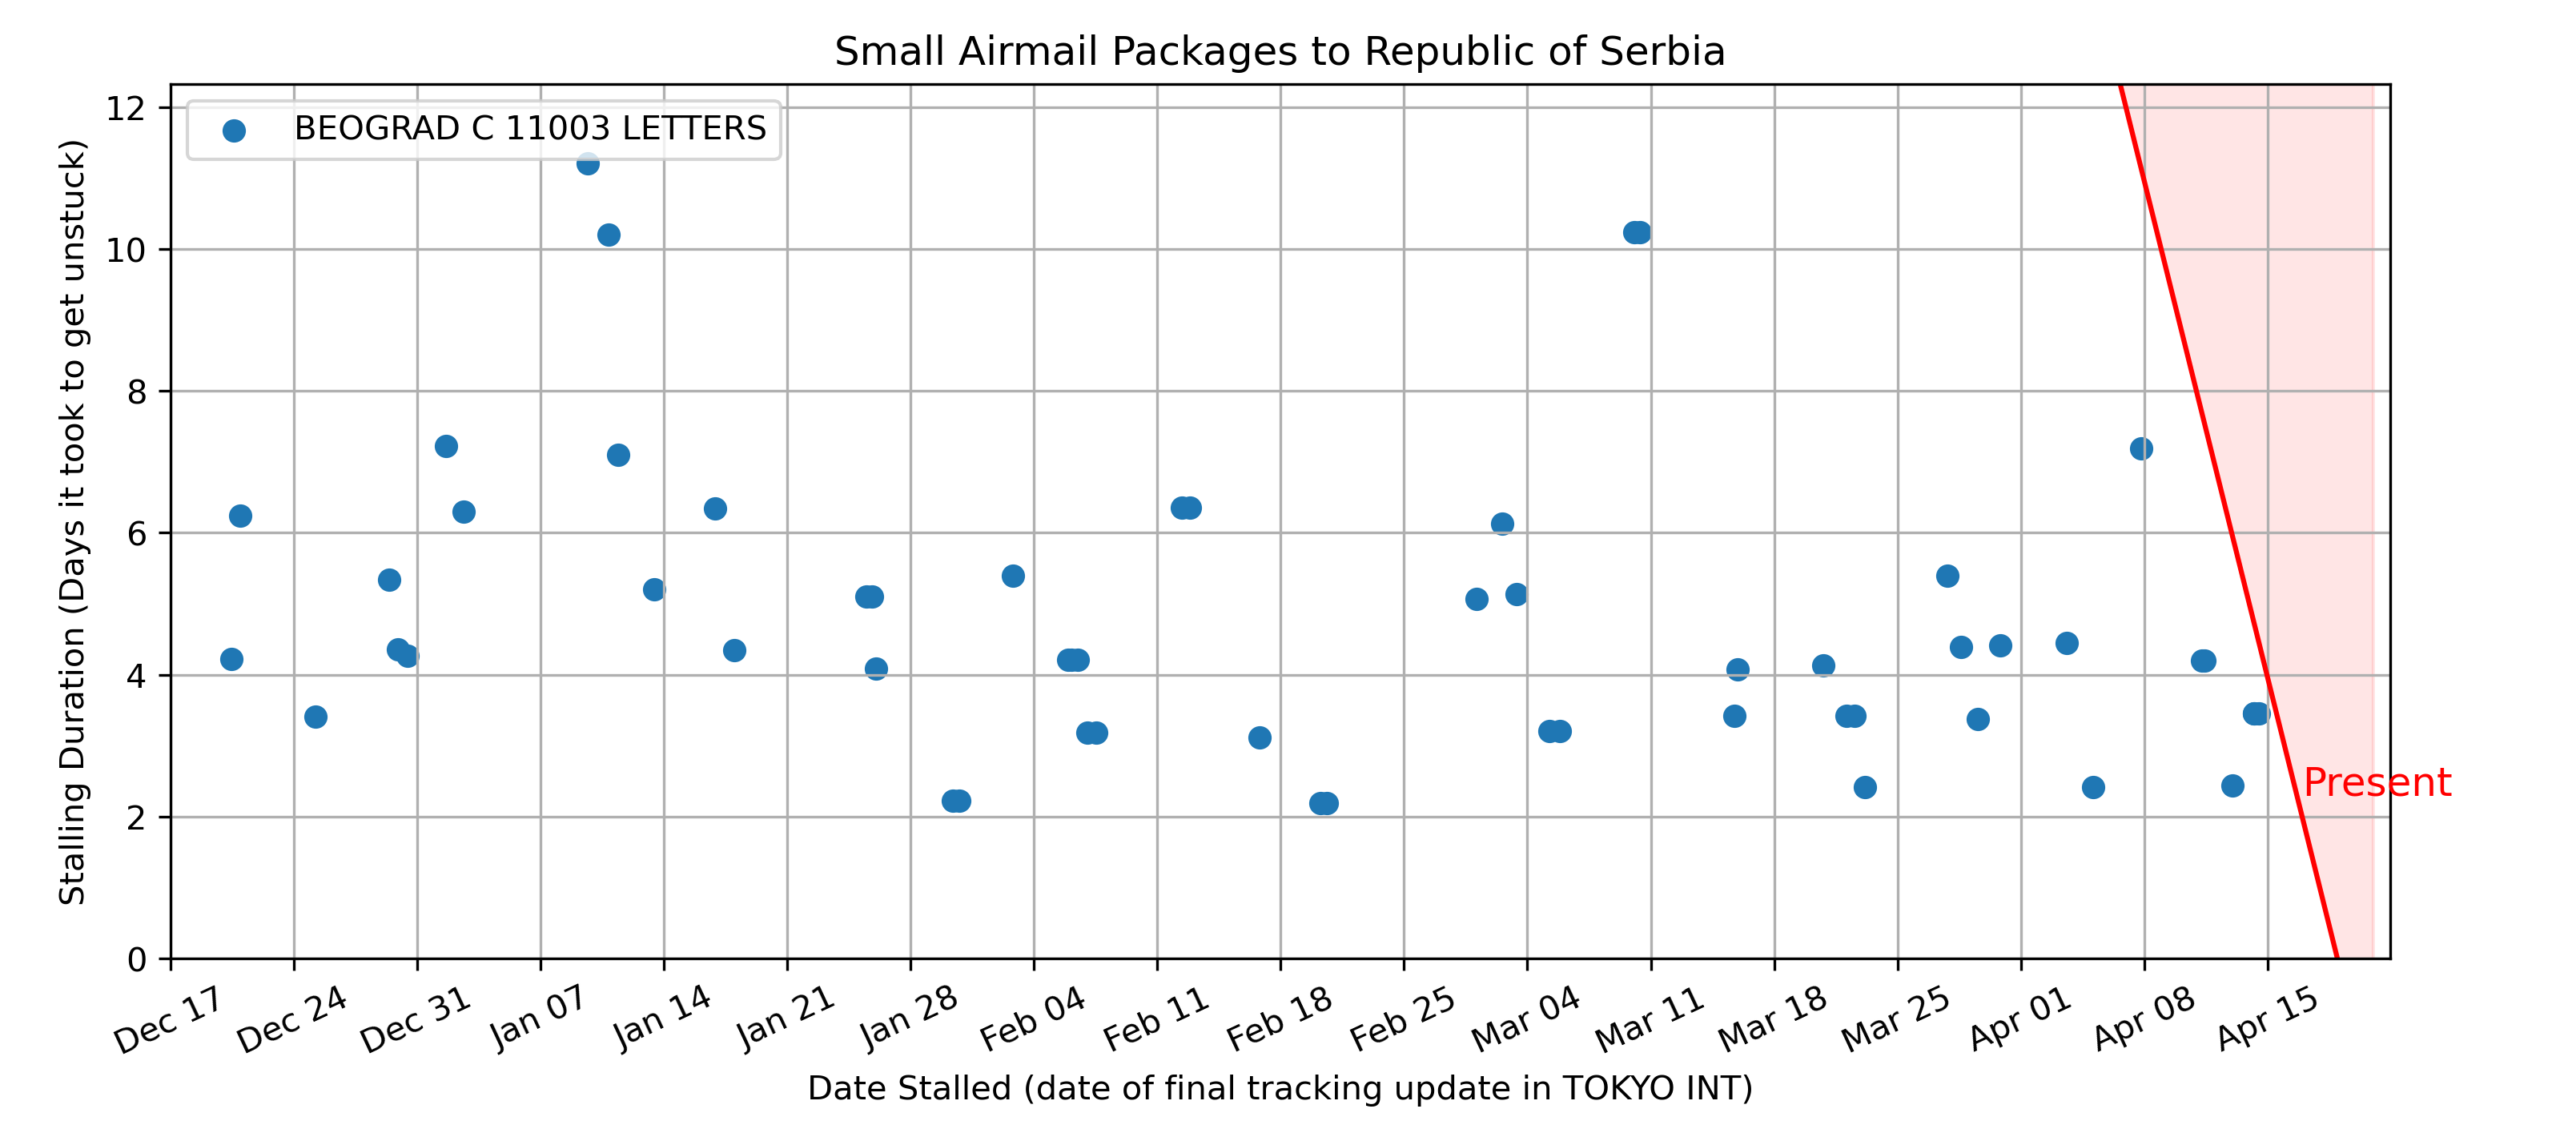 Small Airmail Packages to Republic of Serbia
BEOGRAD C 11003 LETTERS
Stalling Duration (Days it took to get unstuck)
12
10
8
6
4
2
0
Present
Dec 17
Dec 24
Dec 31
Jan 07
Jan 14
Jan 21
Jan 28
Feb 04
Feb 11
Feb 18
Feb 25
Mar 04
Mar 11
Mar 18
Mar 25
Apr 01
Apr 08
Apr 15
Date Stalled (date of final tracking update in TOKYO INT)